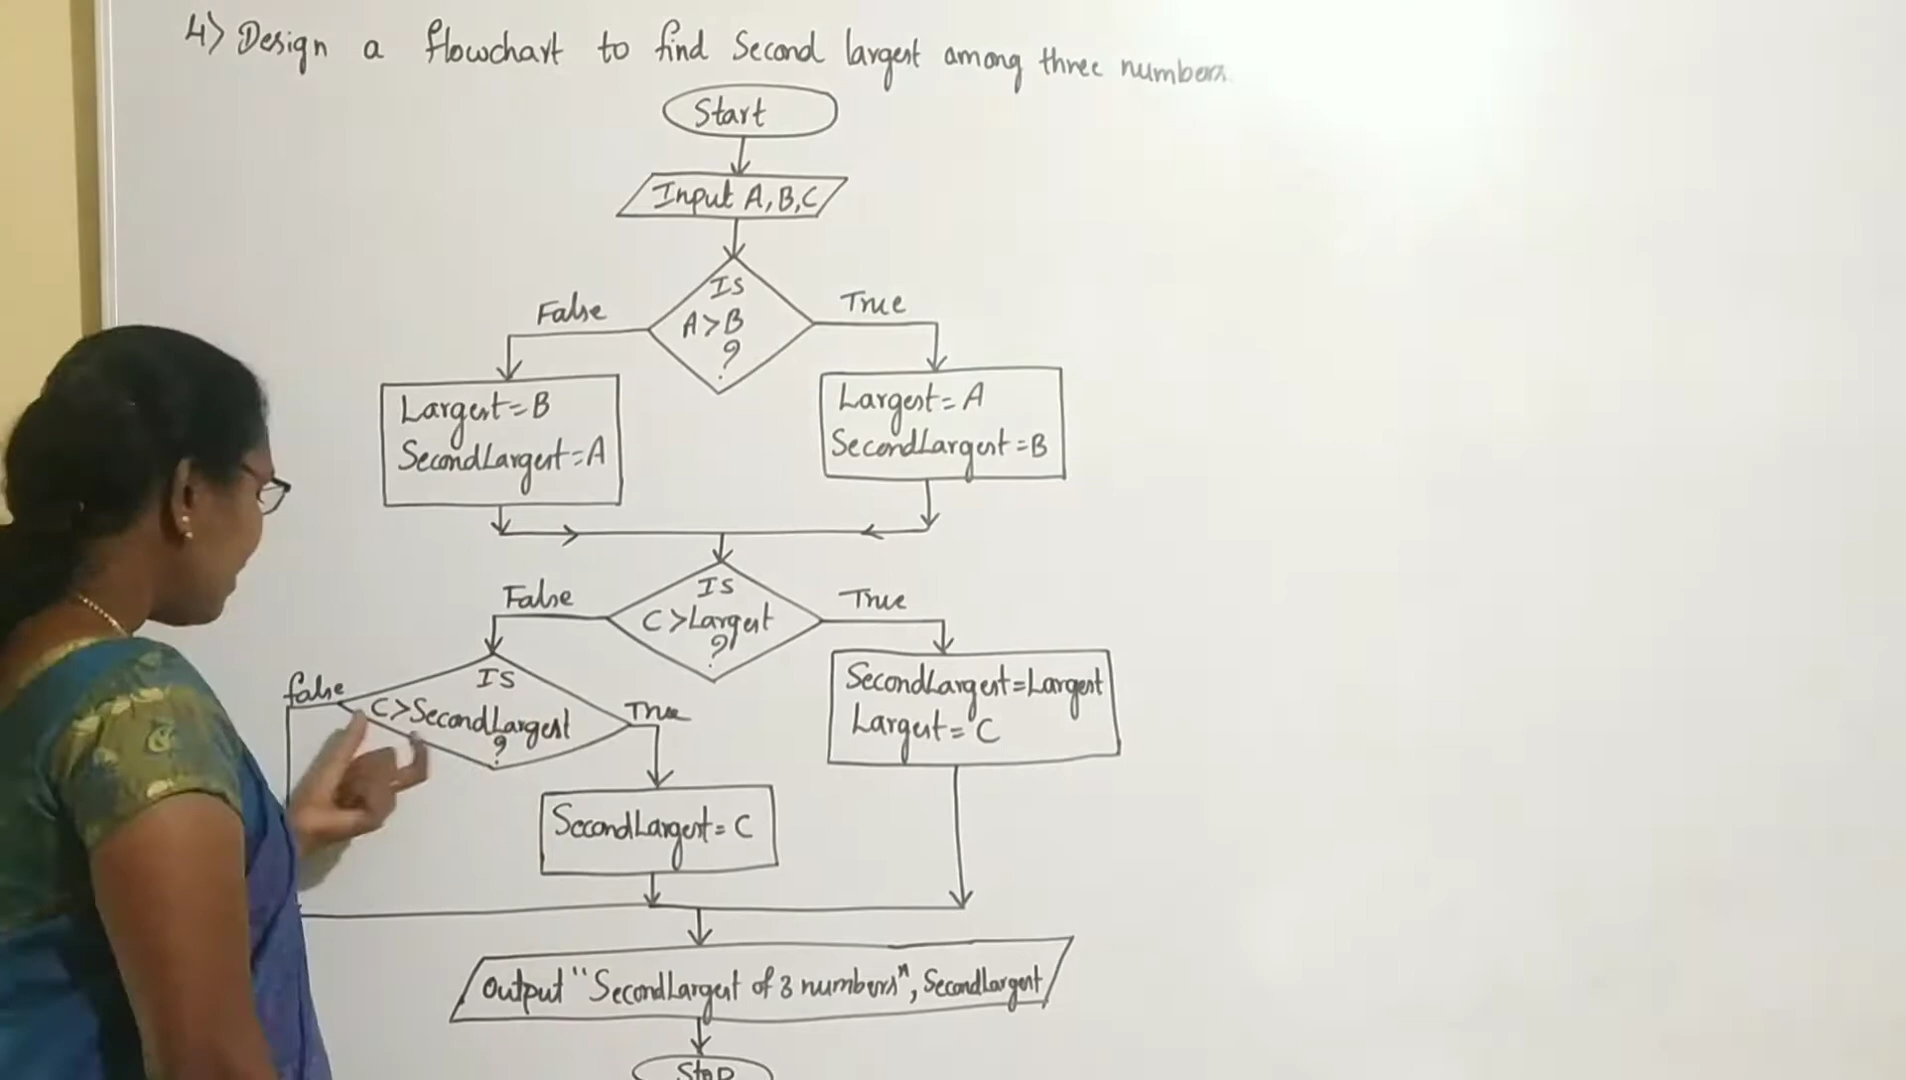 4) Design a flowchart to find Second largest among three numbers.
Start
Input A, B, C
Is
A>B
?
False
True
Largest=B
SecondLargest=A
Largest=A
SecondLargest=B
Is
C>Largest
?
False
True
Is
C>SecondLargest
?
false
True
SecondLargest=Largest
Largest=C
SecondLargest=C
Output "SecondLargest of 3 numbers", SecondLargest
Stop